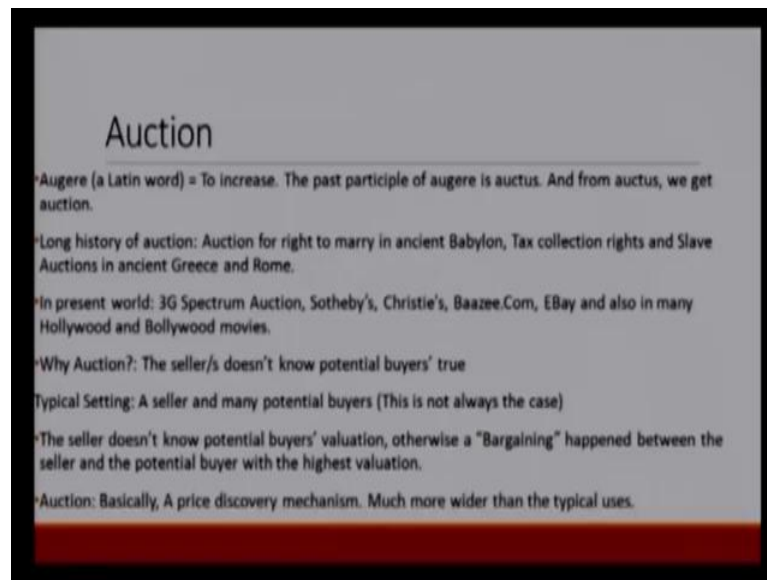 Auction
•Augere (a Latin word) = To increase. The past participle of augere is auctus. And from auctus, we get
auction.
•Long history of auction: Auction for right to marry in ancient Babylon, Tax collection rights and Slave
Auctions in ancient Greece and Rome.
•In present world: 3G Spectrum Auction, Sotheby's, Christie's, Baazee.Com, EBay and also in many
Hollywood and Bollywood movies.
•Why Auction?: The seller/s doesn't know potential buyers' true
Typical Setting: A seller and many potential buyers (This is not always the case)
•The seller doesn't know potential buyers' valuation, otherwise a "Bargaining" happened between the
seller and the potential buyer with the highest valuation.
•Auction: Basically, A price discovery mechanism. Much more wider than the typical uses.